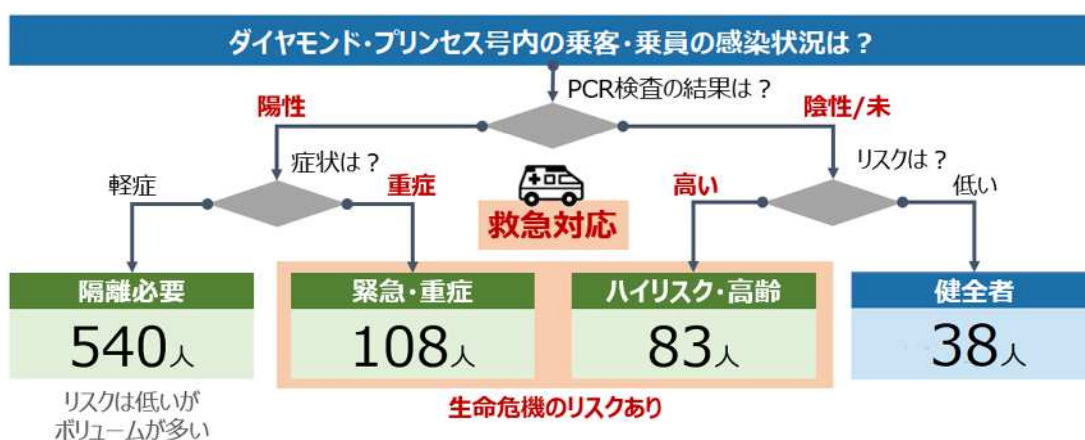 ダイヤモンド・プリンセス号内の乗客・乗員の感染状況は？
PCR検査の結果は？
陽性
陰性/未
症状は？
リスクは？
軽症
重症
高い
低い
救急対応
隔離必要
緊急・重症
ハイリスク・高齢
健全者
540人
108人
83人
38人
リスクは低いが
ボリュームが多い
生命危機のリスクあり